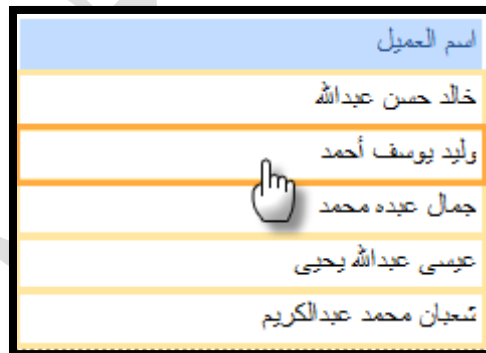 اسم العميل
خالد حسن عبدالله
وليد يوسف أحمد
جمال عبده محمد
عيسى عبدالله يحيى
شعبان محمد عبدالكريم